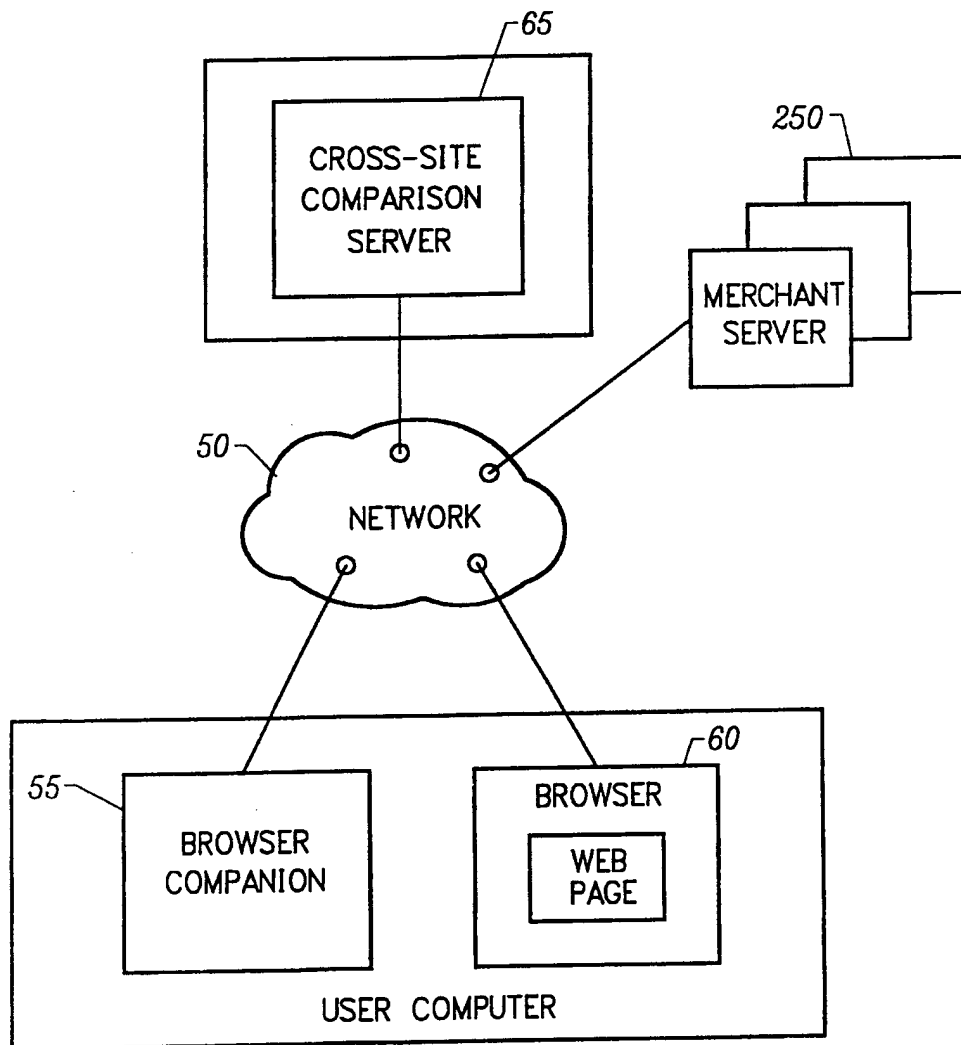 65
CROSS-SITE
COMPARISON
SERVER
250
MERCHANT
SERVER
50
NETWORK
55
BROWSER
COMPANION
60
BROWSER
WEB
PAGE
USER COMPUTER